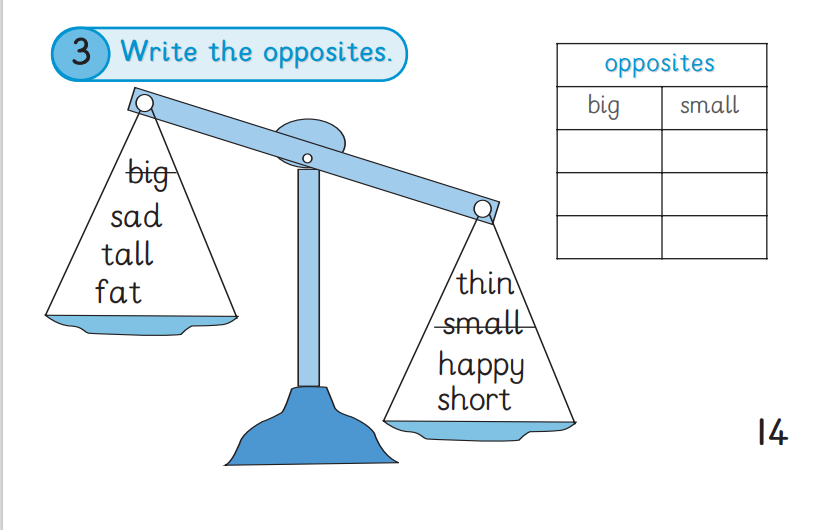 3 Write the opposites.
opposites
big small
big
sad
tall
fat
thin
small
happy
short
14